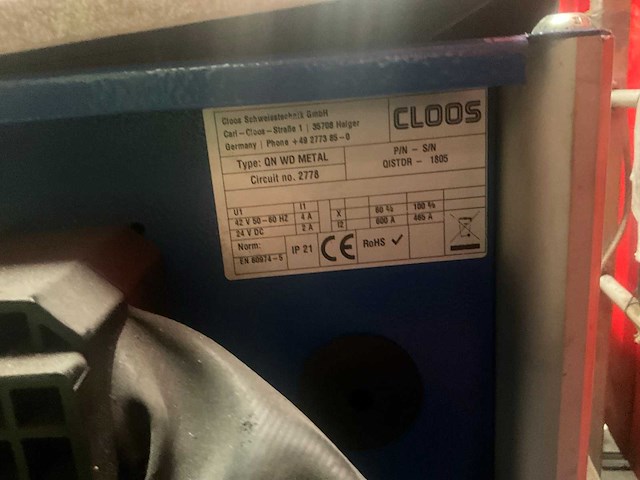 Cloos Schweisstechnik GmbH
Carl-Cloos-Straße 1 | 35708 Haiger
Germany | Phone +49 2773 85-0
CLOOS
Type: QN WD METAL
Circuit no. 2778
P/N - S/N
QISTDR - 1805
U1 I1 X 60 % 100 %
42 V 50-60 HZ 4 A I2 600 A 465 A
24 V DC 2 A
Norm:
EN 60974-5
IP 21 CE RoHS ✓